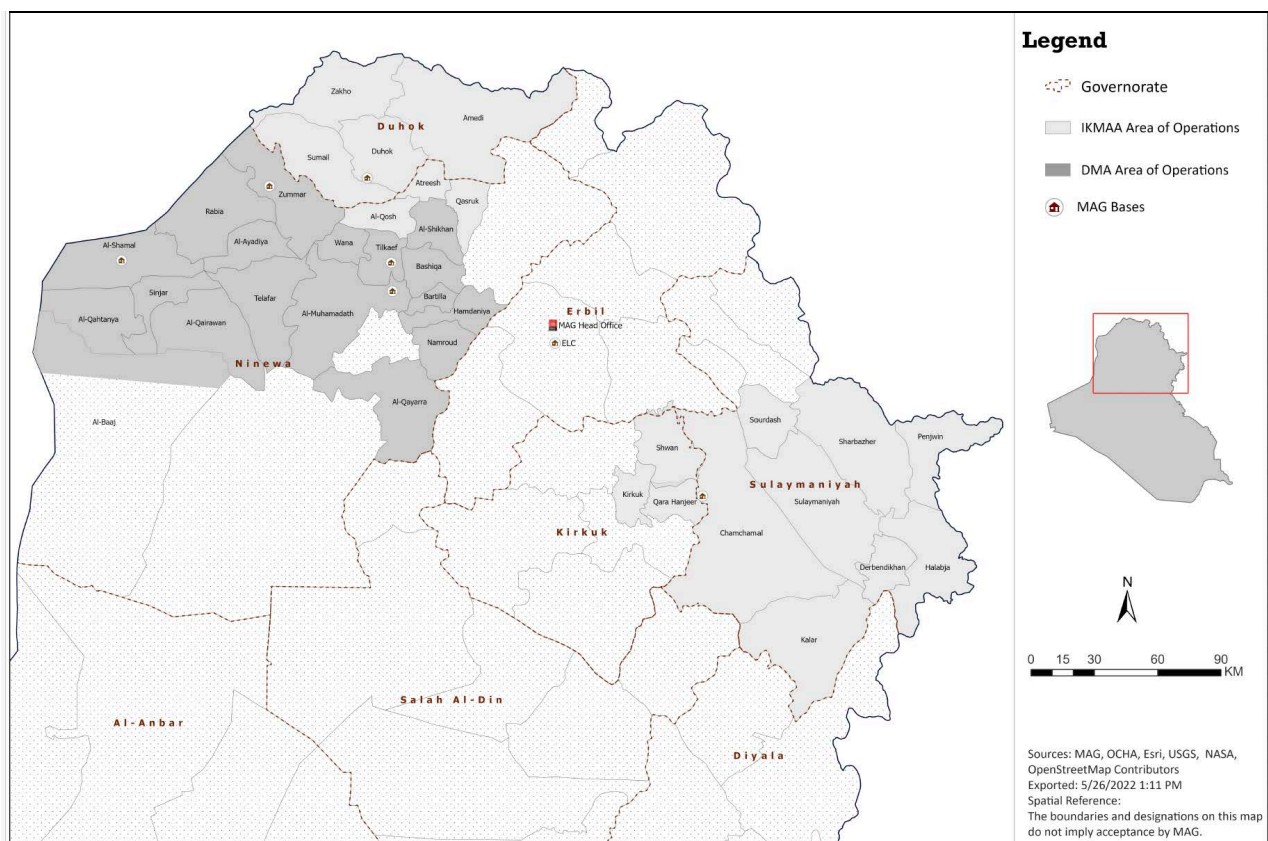 Legend
Governorate
IKMAA Area of Operations
DMA Area of Operations
MAG Bases
Zakho
Amedi
Duhok
Duhok
Sumail
Atreesh
Zummar
Qasruk
Rabia
Al-Qosh
Al-Shikhan
Al-Shamal
Al-Ayadiya
Wana
Tilkaef
Bashiqa
Sinjar
Telafar
Bartilla
Al-Qahtanya
Al-Qairawan
Al-Muhamadath
Hamdaniya
Erbil
MAG Head Office
ELC
Namroud
Ninewa
Al-Qayarra
Al-Baaj
Sourdash
Sharbazher
Penjwin
Shwan
Sulaymaniyah
Kirkuk
Qara Hanjeer
Sulaymaniyah
Kirkuk
Chamchamal
Derbendikhan
Halabja
Kalar
Salah Al-Din
Al-Anbar
Diyala
N
0 15 30 60 90
KM
Sources: MAG, OCHA, Esri, USGS, NASA,
OpenStreetMap Contributors
Exported: 5/26/2022 1:11 PM
Spatial Reference:
The boundaries and designations on this map
do not imply acceptance by MAG.